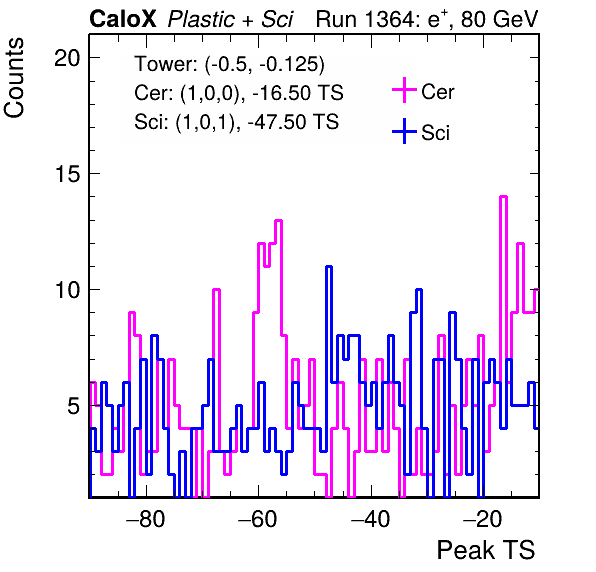 CaloX Plastic + Sci Run 1364: e+, 80 GeV
Counts
20
15
10
5
Tower: (-0.5, -0.125)
Cer: (1,0,0), -16.50 TS
Sci: (1,0,1), -47.50 TS
Cer
Sci
−80 −60 −40 −20
Peak TS